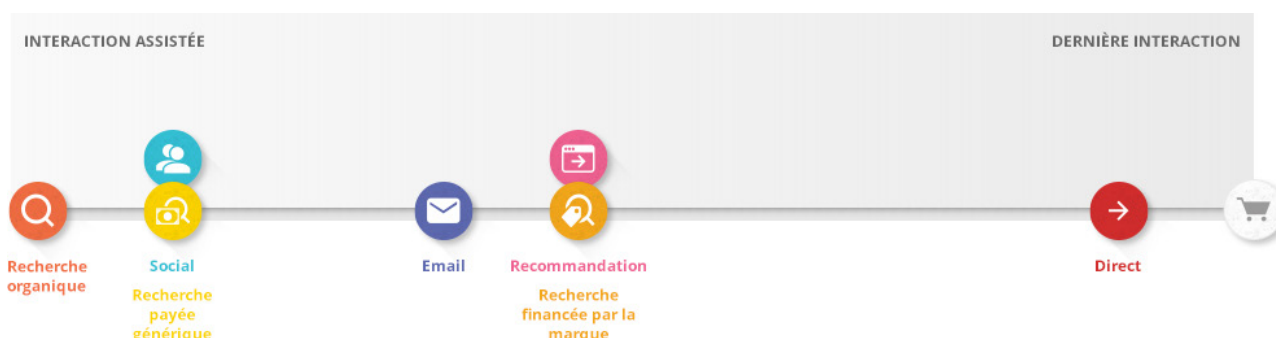 INTERACTION ASSISTÉE
DERNIÈRE INTERACTION
Recherche
organique
Social
Recherche
payée
générique
Email
Recommandation
Recherche
financée par la
marque
Direct